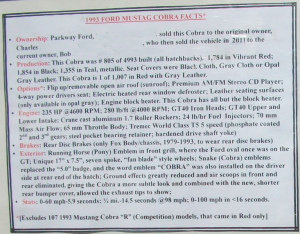 1993 FORD MUSTAG COBRA FACTS*
• Ownership: Parkway Ford, , sold this Cobra to the original owner,
Charles , who then sold the vehicle in 2011 to the
current owner, Bob
• Production: This Cobra was # 805 of 4993 built (all hatchbacks). 1,784 in Vibrant Red;
1,854 in Black; 1,355 in Teal, metallic. Seat Covers were Black, Cloth, Gray Cloth or Opal
Gray Leather. This Cobra is 1 of 1,007 in Red with Gray Leather.
• Options*: Flip up/removable open air roof (sunroof); Premium AM/FM Stereo CD Player;
4-way power drivers seat; Electric heated rear window defroster; Leather seating surfaces
(only available in opal gray); Engine block heater. This Cobra has all but the block heater.
• Engine: 235 HP @4600 RPM; 280 lb/ft @4000 RPM; GT40 Iron Heads; GT40 Upper and
Lower Intake; Crane cast aluminum 1.7 Roller Rockers; 24 lb/hr Fuel Injectors; 70 mm
Mass Air Flow; 65 mm Throttle Body; Tremec World Class T5 5 speed (phosphate coated
2nd and 3rd gears; steel pocket bearing retainer; hardened drive shaft yoke)
• Brakes: Rear Disc Brakes (only Fox Body/chassis, 1979-1993, to wear rear disc brakes)
• Exterior: Running Horse (Pony) Emblem in front grill, where the Ford oval once was on the
GT; Unique 17" x 7.5", seven spoke, "fan blade" style wheels; Snake (Cobra) emblems
replaced the "5.0" badge, and the word emblem "COBRA" was also installed on the driver
side at rear end of the hatch; Ground effects greatly reduced and air scoops in front and
rear eliminated, giving the Cobra a more subtle look and combined with the new, shorter
rear bumper cover, allowed the exhaust tips to show;
• Stats: 0-60 mph-5.9 seconds; ¼ mi.-14.5 seconds @98 mph; 0-100 mph in <16 seconds.
*[Excludes 107 1993 Mustang Cobra "R" (Competition) models, that came in Red only]